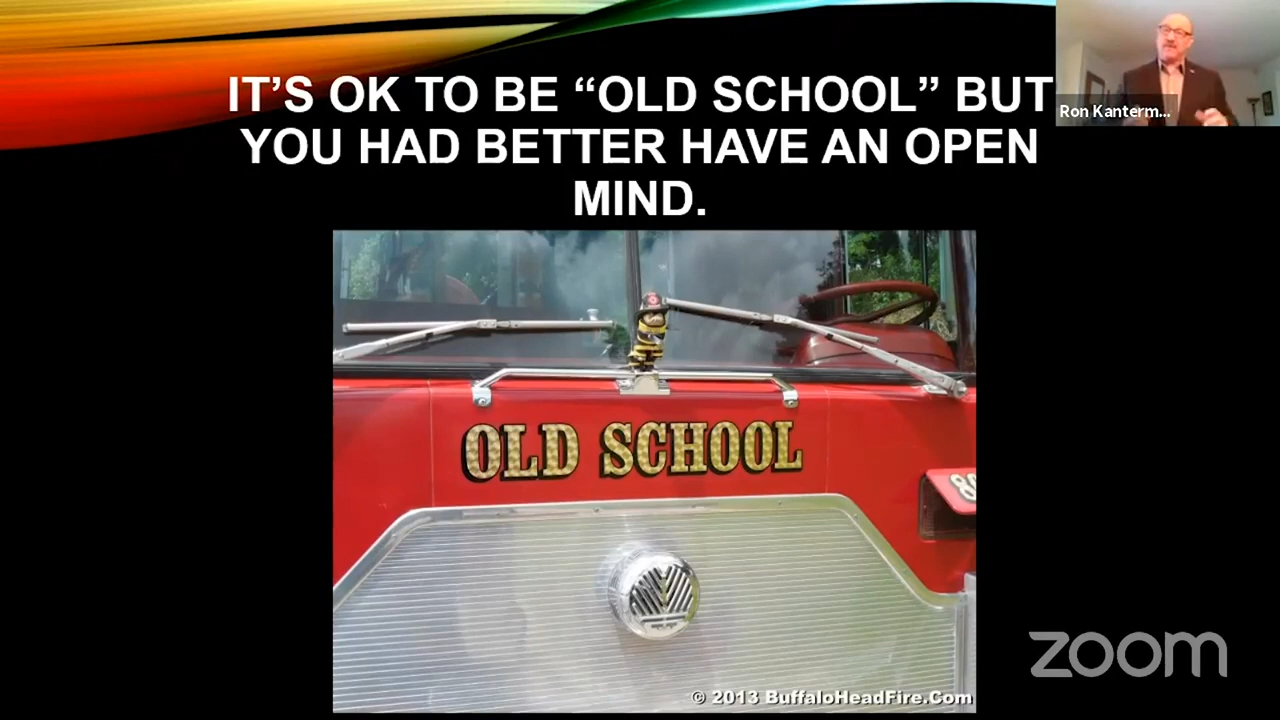 IT’S OK TO BE “OLD SCHOOL” BUT
YOU HAD BETTER HAVE AN OPEN
MIND.
Ron Kanterm...
OLD SCHOOL
© 2013 BuffaloHeadFire.Com
zoom